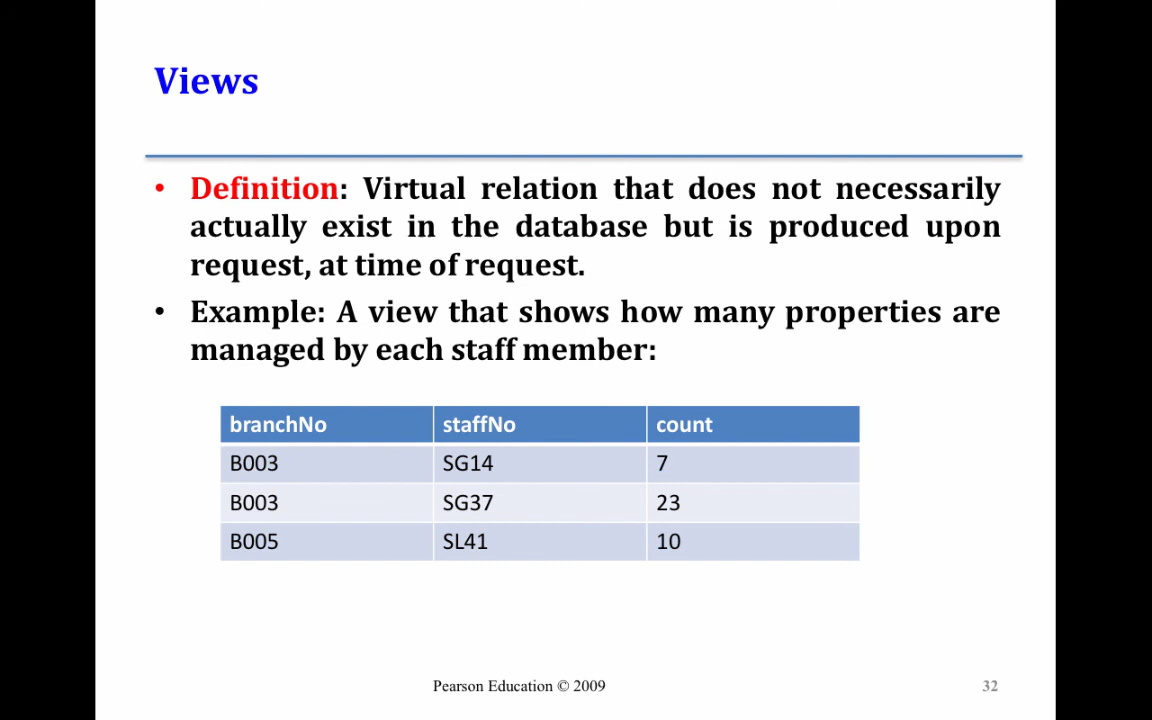 Views
• Definition: Virtual relation that does not necessarily
actually exist in the database but is produced upon
request, at time of request.
• Example: A view that shows how many properties are
managed by each staff member:
branchNo staffNo count
B003 SG14 7
B003 SG37 23
B005 SL41 10
Pearson Education © 2009 32